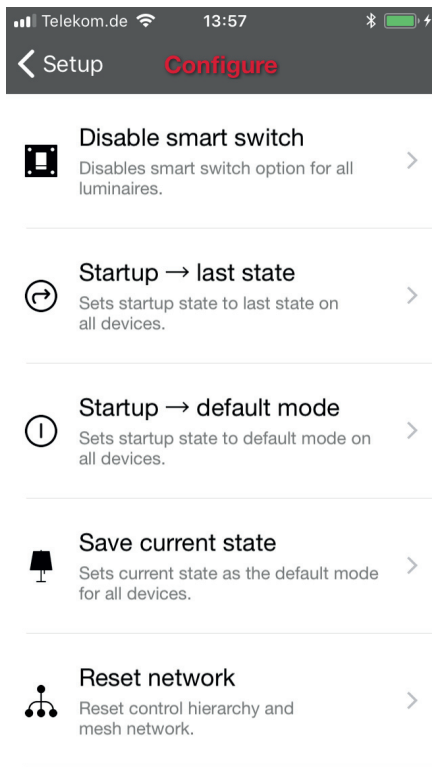 Telekom.de 13:57
Setup Configure
Disable smart switch
Disables smart switch option for all
luminaires.
Startup → last state
Sets startup state to last state on
all devices.
Startup → default mode
Sets startup state to default mode on
all devices.
Save current state
Sets current state as the default mode
for all devices.
Reset network
Reset control hierarchy and
mesh network.